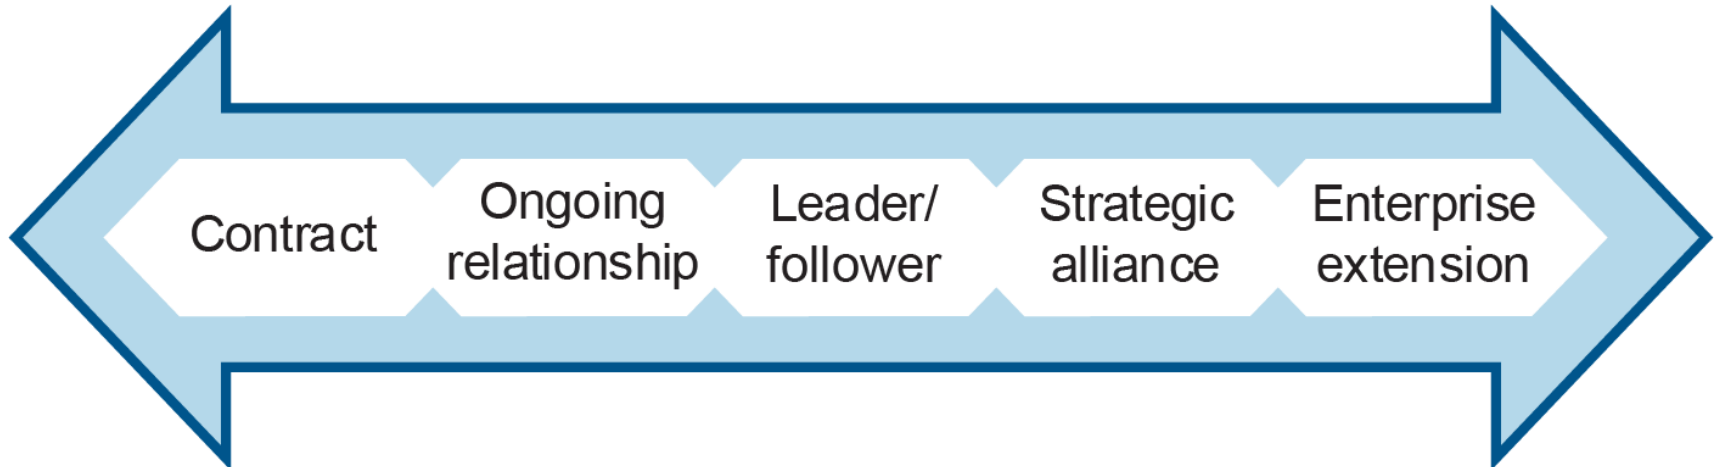 Contract
Ongoing
relationship
Leader/
follower
Strategic
alliance
Enterprise
extension